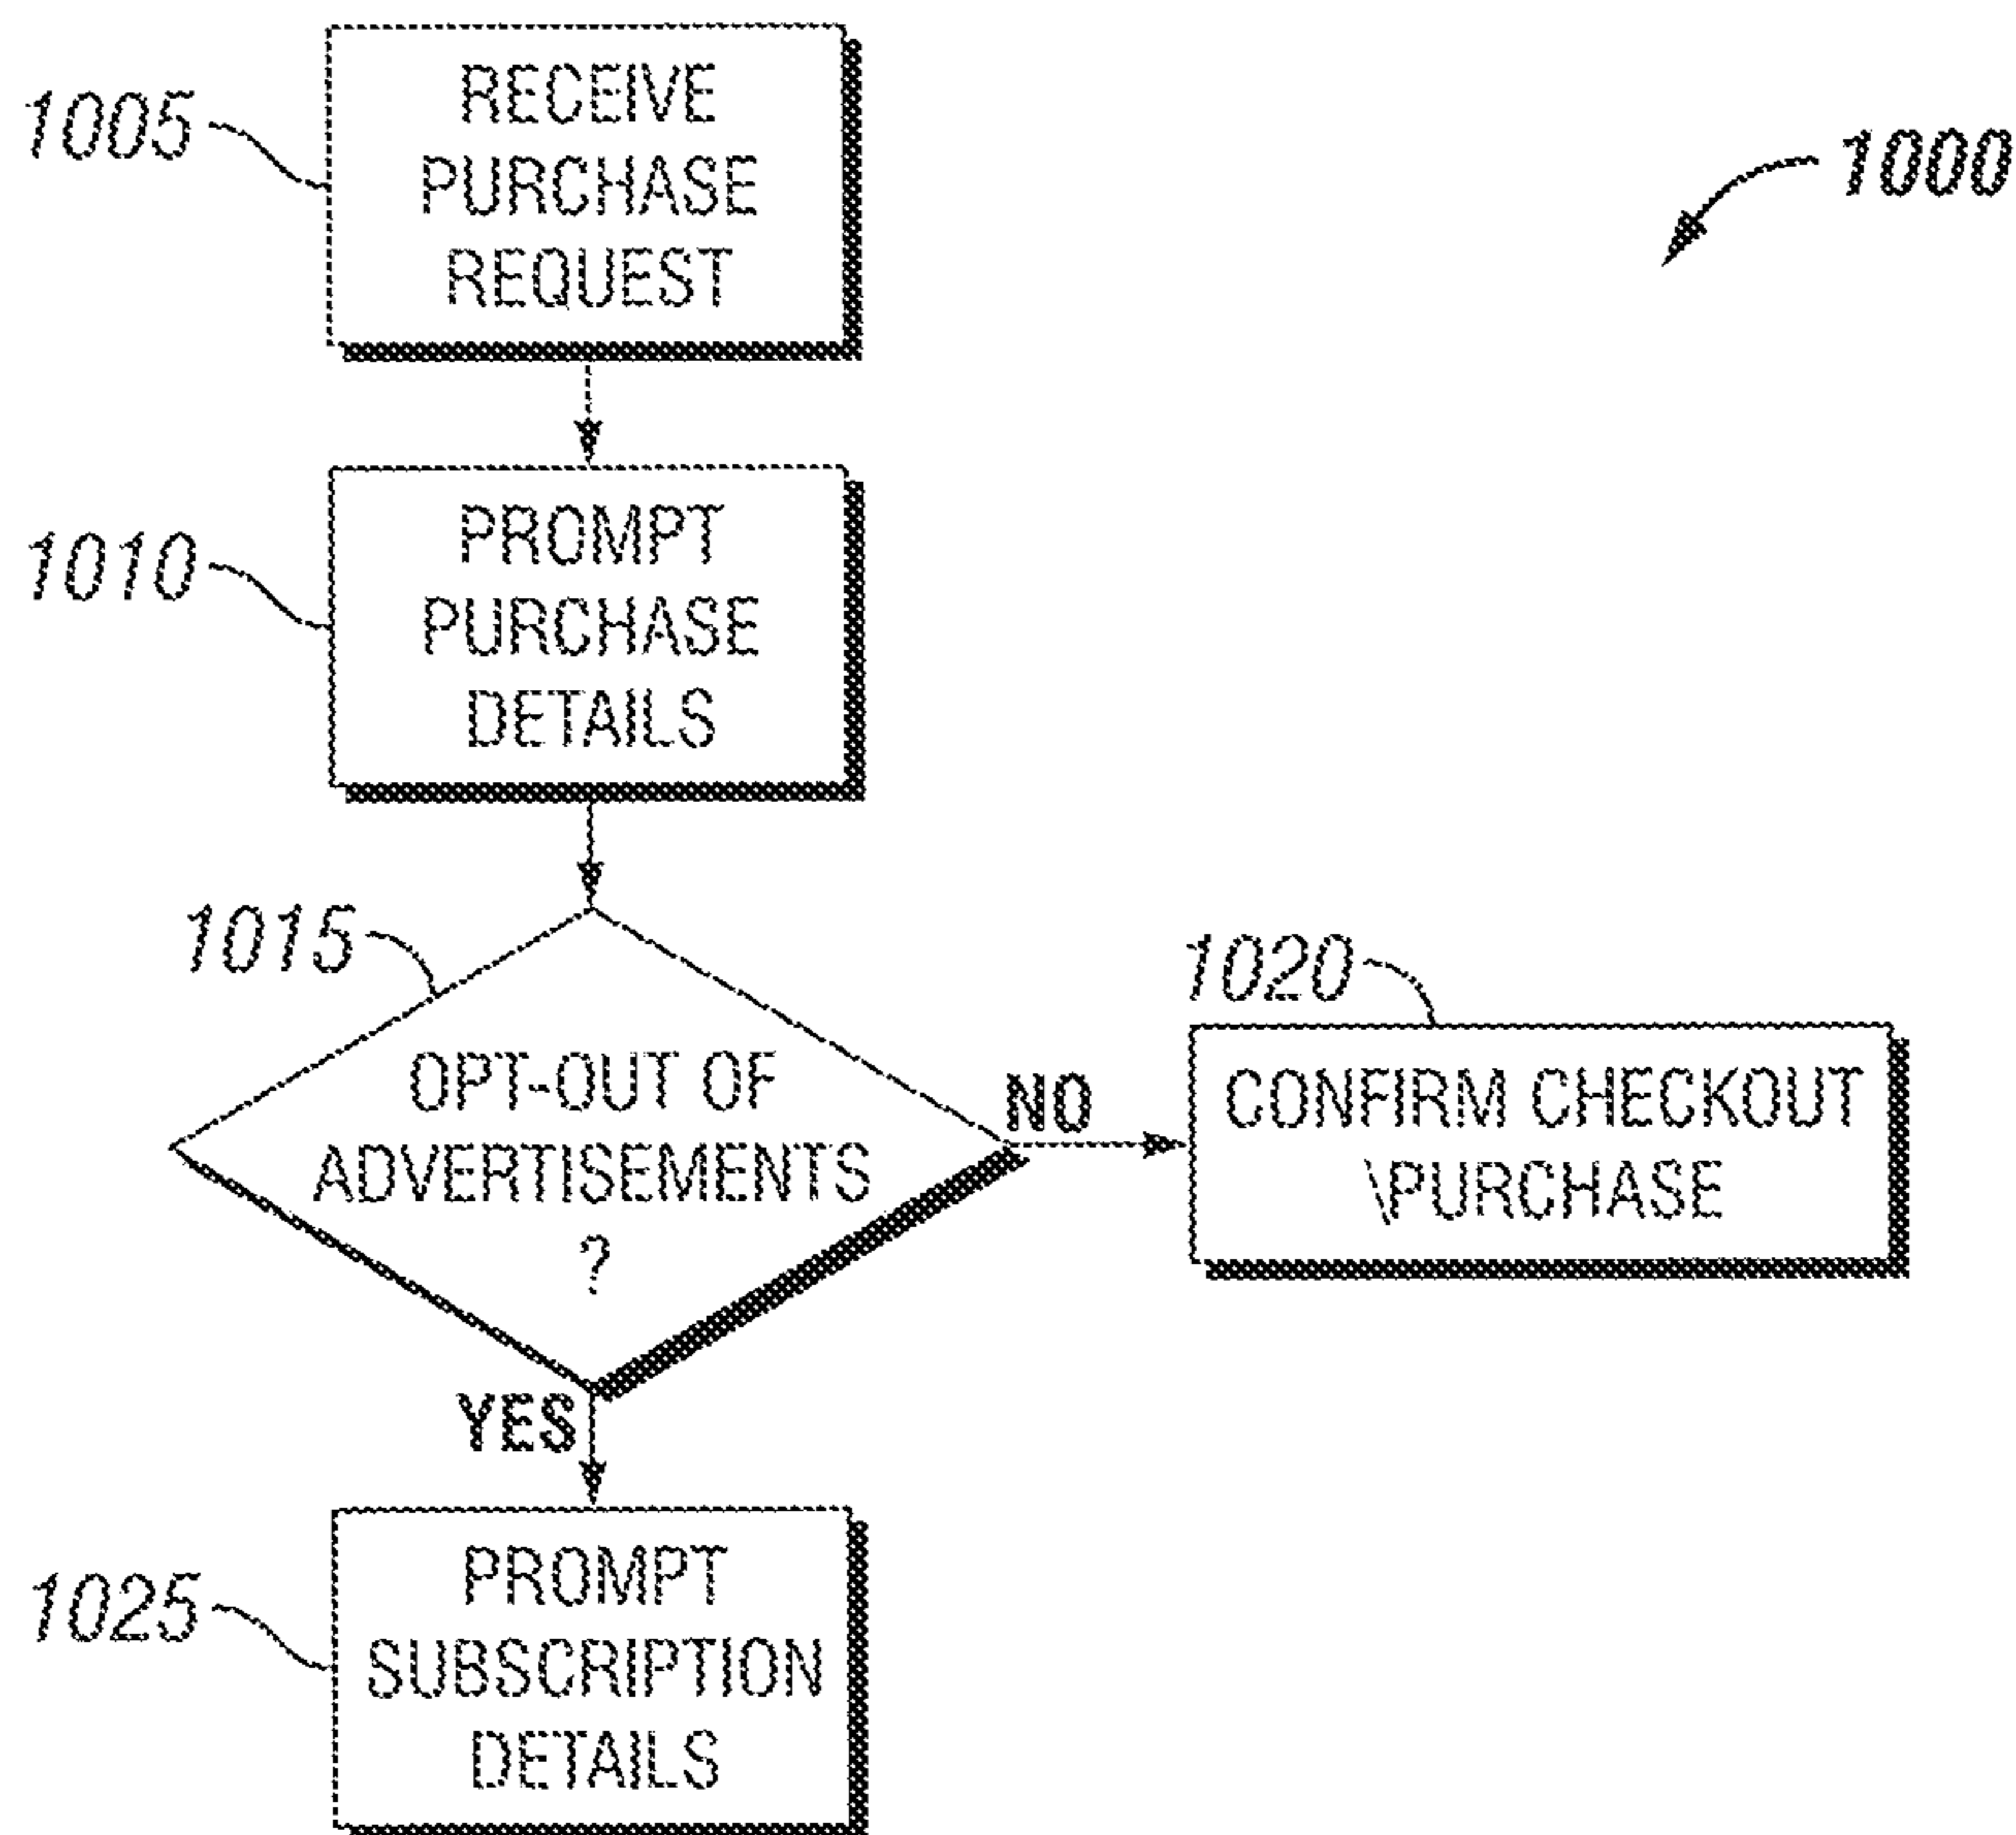 1005
RECEIVE
PURCHASE
REQUEST
1000
1010
PROMPT
PURCHASE
DETAILS
1015
OPT-OUT OF
ADVERTISEMENTS
?
NO
1020
CONFIRM CHECKOUT
\PURCHASE
YES
1025
PROMPT
SUBSCRIPTION
DETAILS